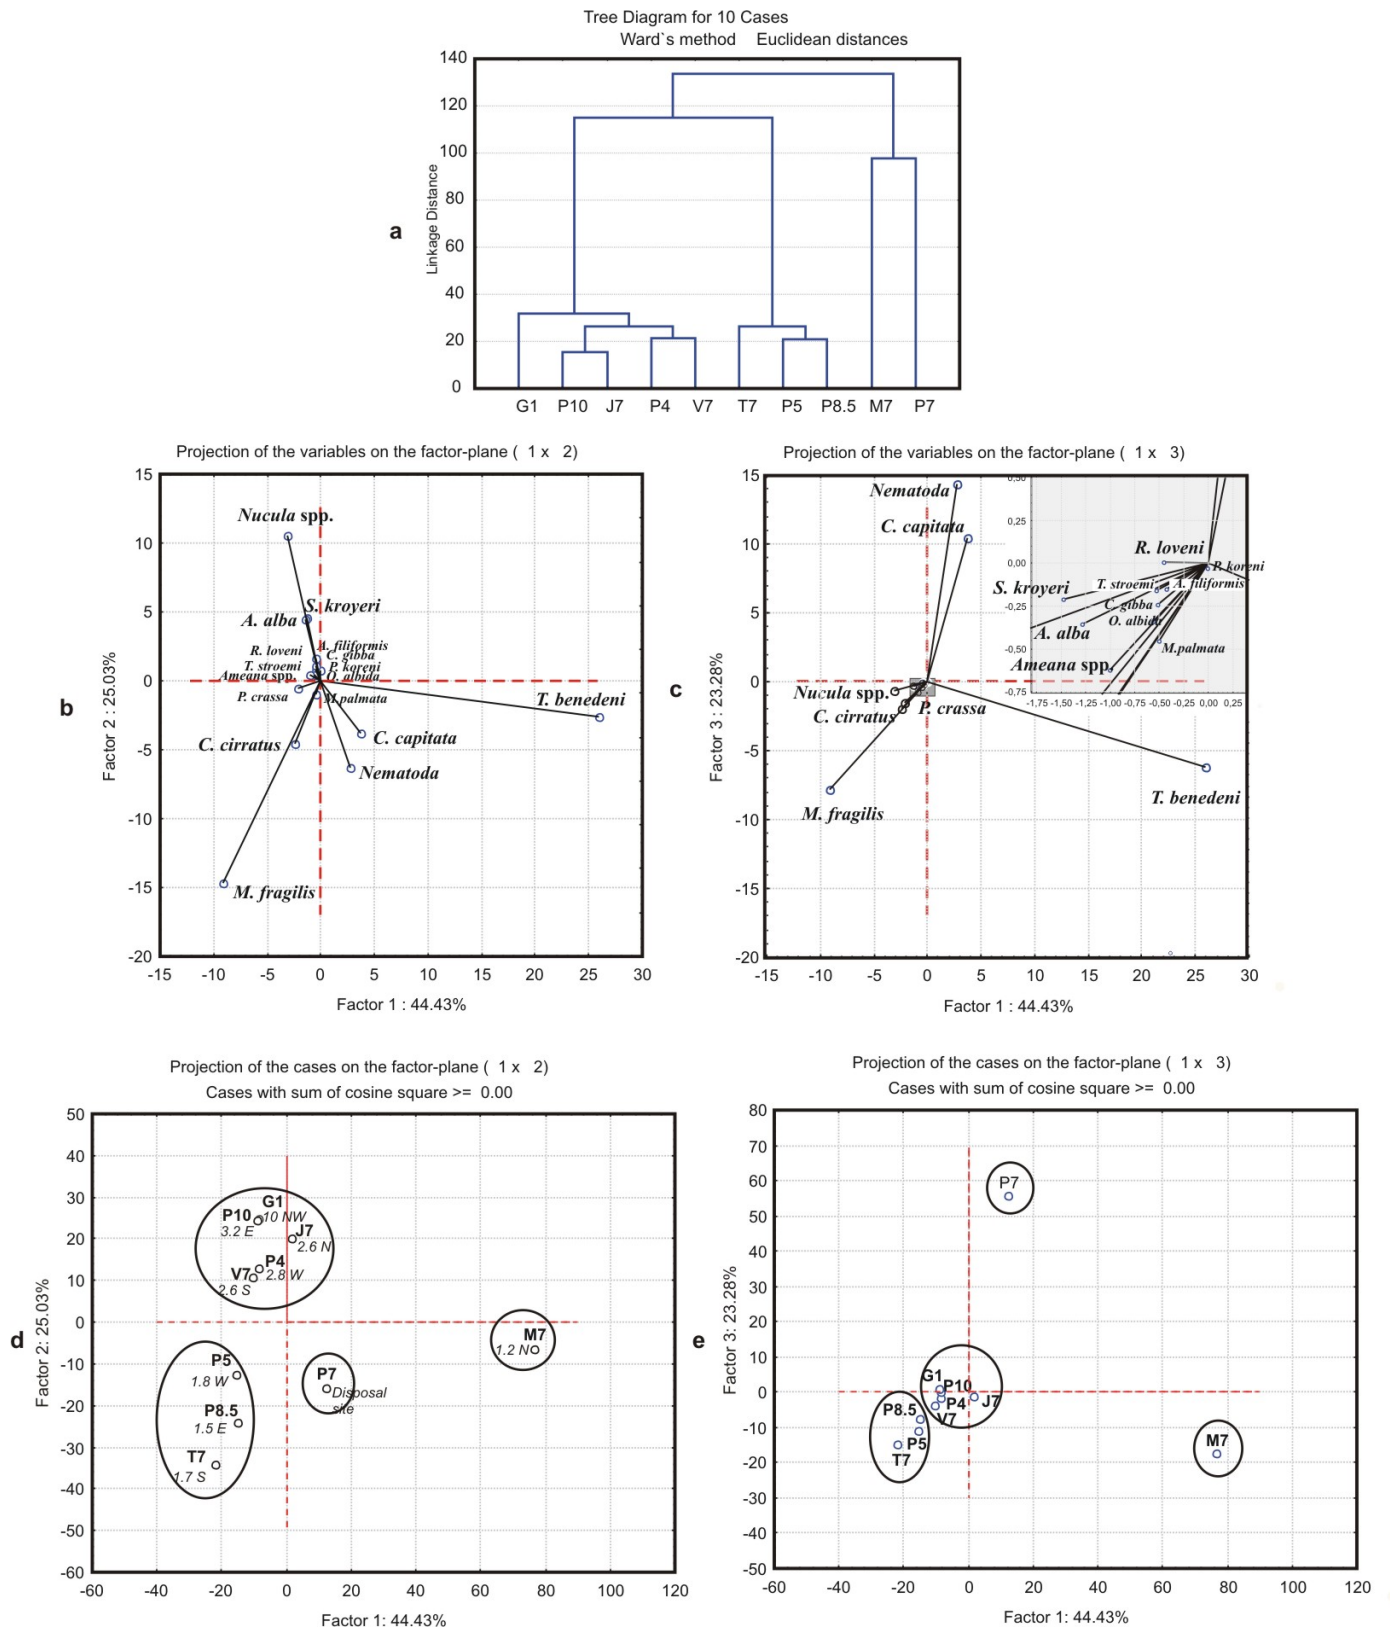 Tree Diagram for 10 Cases
Ward`s method Euclidean distances
140
120
100
80
60
40
20
0
Linkage Distance
a
G1 P10 J7 P4 V7 T7 P5 P8.5 M7 P7
Projection of the variables on the factor-plane ( 1 x 2)
15
10
5
0
-5
-10
-15
-20
Factor 2 : 25.03%
b
Nucula spp.
S. kroyeri
A. alba
R. loveni
A. filiformis
C. gibba
T. stroemi
P. koreni
Ameana spp.
O. albida
P. crassa
M.palmata
T. benedeni
C. cirratus
C. capitata
Nematoda
M. fragilis
-15 -10 -5 0 5 10 15 20 25 30
Factor 1 : 44.43%
Projection of the variables on the factor-plane ( 1 x 3)
15
10
5
0
-5
-10
-15
-20
Factor 3 : 23.28%
c
Nematoda
C. capitata
Nucula spp.
C. cirratus
P. crassa
M. fragilis
T. benedeni
0,50
0,25
0,00
-0,25
-0,50
-0,75
R. loveni
P. koreni
S. kroyeri
T. stroemi
A. filiformis
C. gibba
O. albida
A. alba
M.palmata
Ameana spp.
-1,75 -1,50 -1,25 -1,00 -0,75 -0,50 -0,25 0,00 0,25
-15 -10 -5 0 5 10 15 20 25 30
Factor 1 : 44.43%
Projection of the cases on the factor-plane ( 1 x 2)
Cases with sum of cosine square >= 0.00
50
40
30
20
10
0
-10
-20
-30
-40
-50
-60
Factor 2: 25.03%
d
G1
10 NW
P10
3.2 E
J7
2.6 N
P4
2.8 W
V7
2.6 S
M7
1.2 N
P5
1.8 W
P7
Disposal
site
P8.5
1.5 E
T7
1.7 S
-60 -40 -20 0 20 40 60 80 100 120
Factor 1: 44.43%
Projection of the cases on the factor-plane ( 1 x 3)
Cases with sum of cosine square >= 0.00
80
70
60
50
40
30
20
10
0
-10
-20
-30
-40
-50
Factor 3: 23.28%
e
P7
G1
P10
P4
J7
V7
P8.5
P5
T7
M7
-60 -40 -20 0 20 40 60 80 100 120
Factor 1: 44.43%